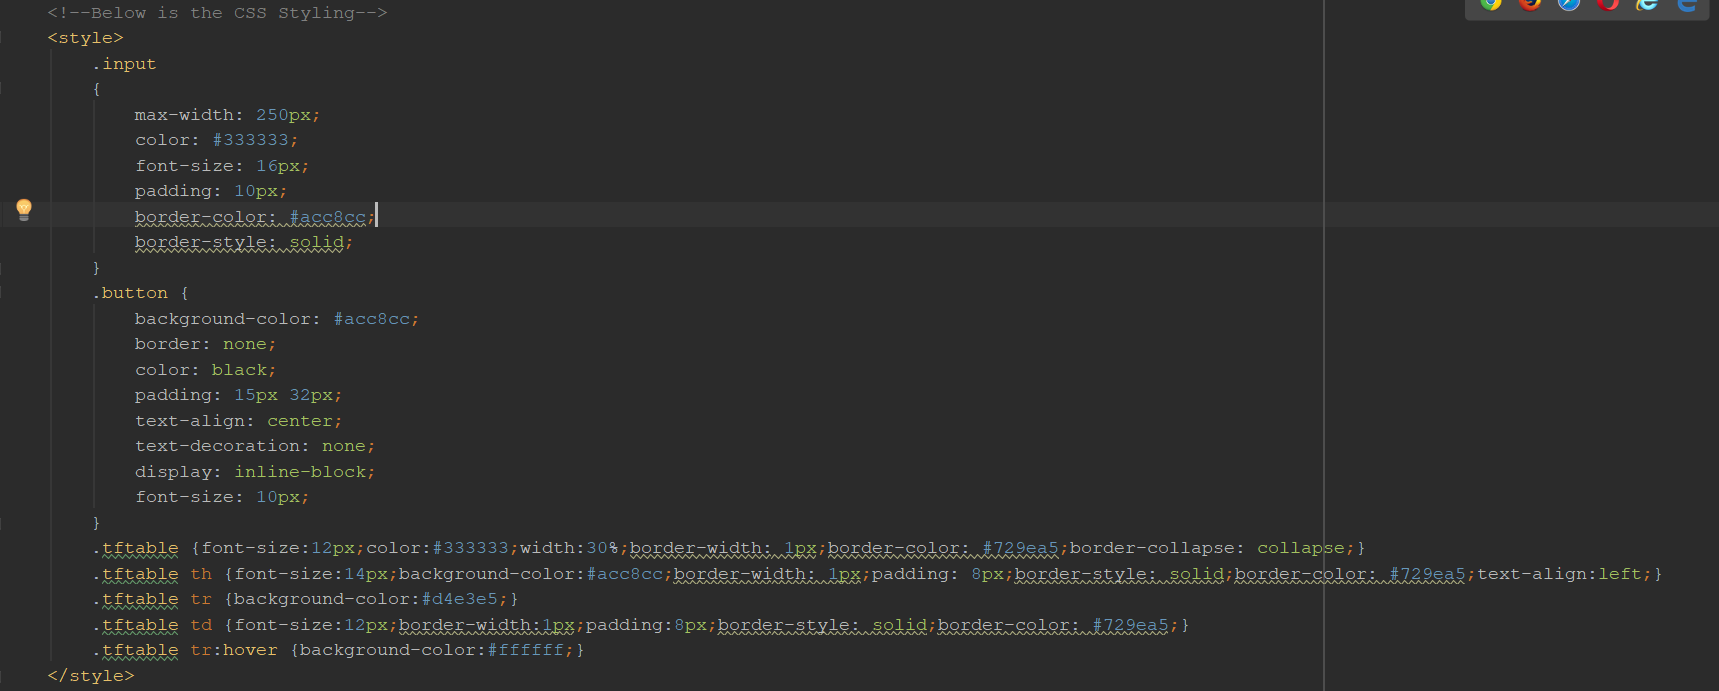 <!--Below is the CSS Styling-->
<style>
.input
{
max-width: 250px;
color: #333333;
font-size: 16px;
padding: 10px;
border-color: #acc8cc;
border-style: solid;
}
.button {
background-color: #acc8cc;
border: none;
color: black;
padding: 15px 32px;
text-align: center;
text-decoration: none;
display: inline-block;
font-size: 10px;
}
.tftable {font-size:12px;color:#333333;width:30%;border-width: 1px;border-color: #729ea5;border-collapse: collapse;}
.tftable th {font-size:14px;background-color:#acc8cc;border-width: 1px;padding: 8px;border-style: solid;border-color: #729ea5;text-align:left;}
.tftable tr {background-color:#d4e3e5;}
.tftable td {font-size:12px;border-width:1px;padding:8px;border-style: solid;border-color: #729ea5;}
.tftable tr:hover {background-color:#ffffff;}
</style>